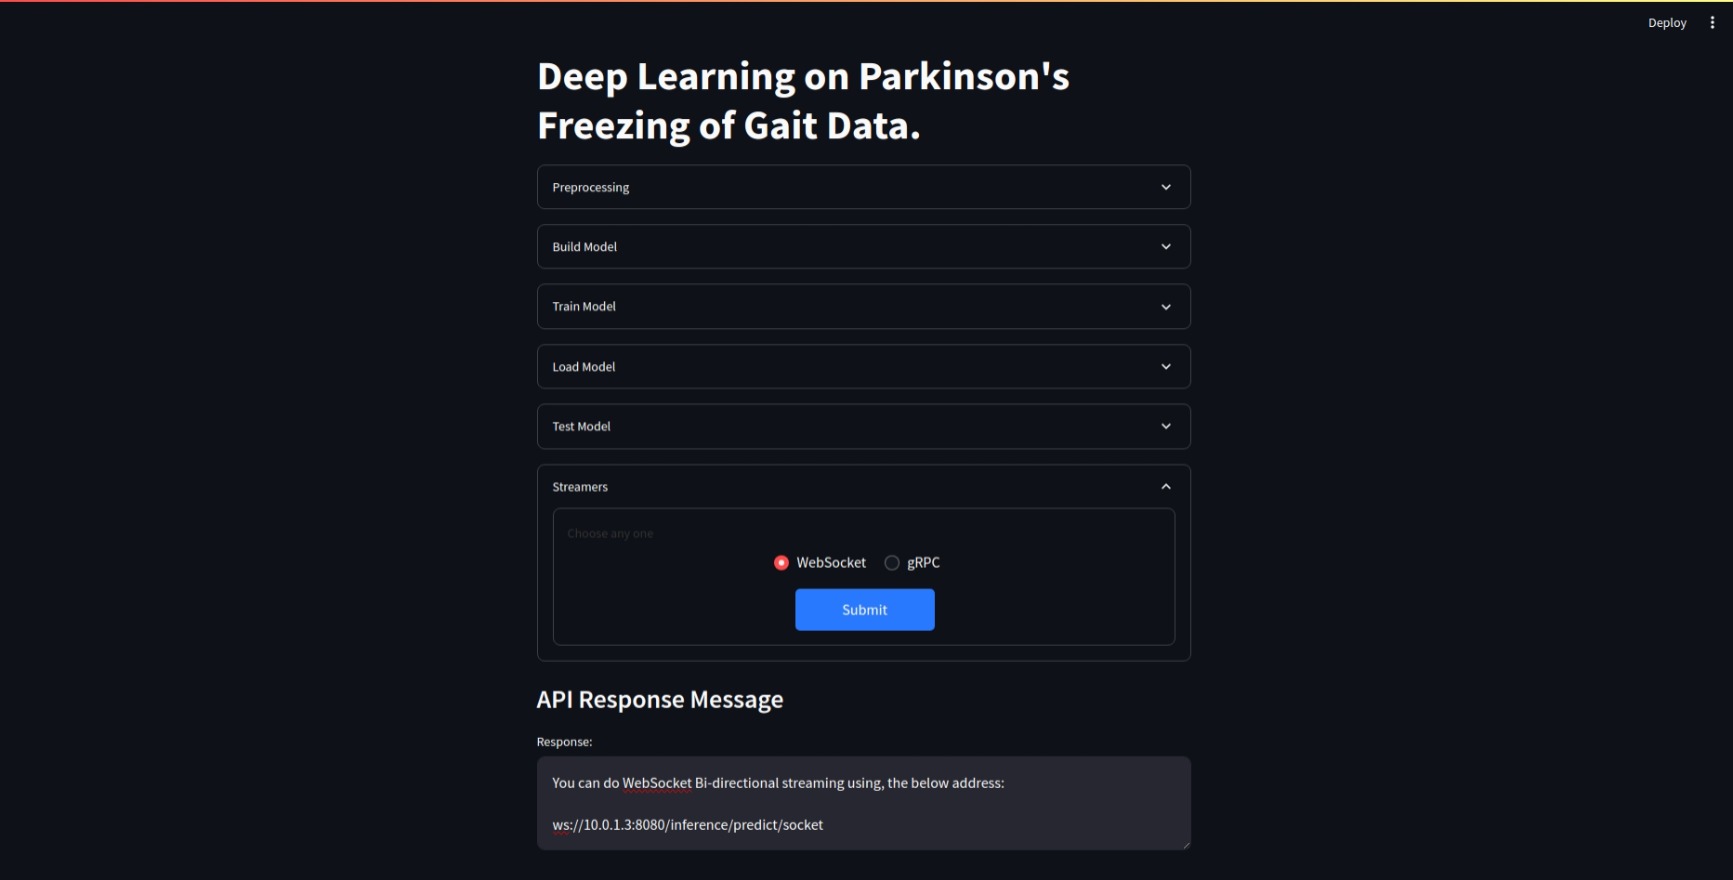 Deploy
Deep Learning on Parkinson's
Freezing of Gait Data.
Preprocessing
Build Model
Train Model
Load Model
Test Model
Streamers
Choose any one
WebSocket gRPC
Submit
API Response Message
Response:
You can do WebSocket Bi-directional streaming using, the below address:
ws://10.0.1.3:8080/inference/predict/socket